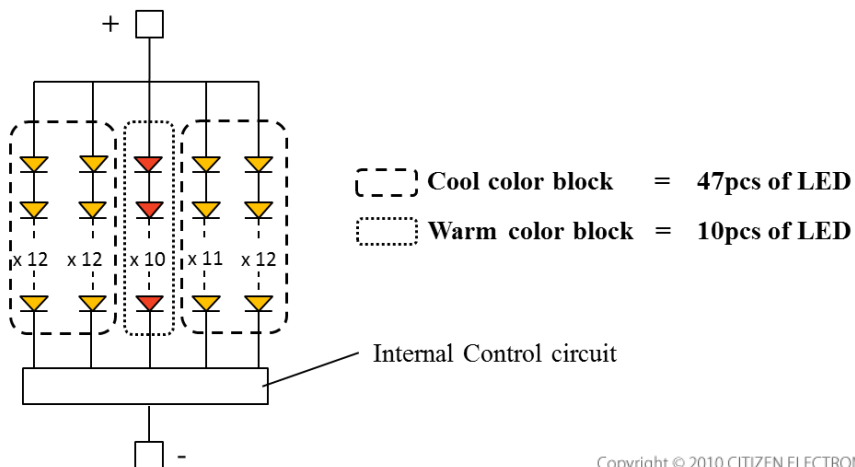 +
Cool color block = 47pcs of LED
Warm color block = 10pcs of LED
x 12 x 12 x 10 x 11 x 12
Internal Control circuit
-
Copyright © 2010 CITIZEN ELECTRON